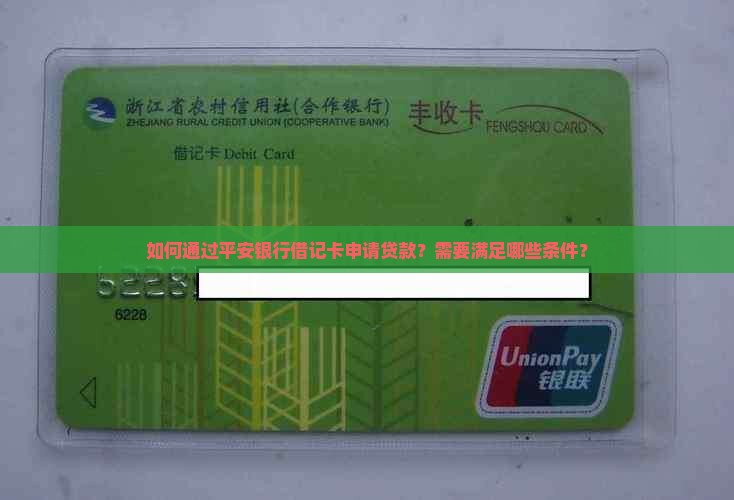 浙江省农村信用社(合作银行)
ZHEJIANG RURAL CREDIT UNION (COOPERATIVE BANK)
丰收卡 FENGSHOU CARD
借记卡 Debit Card
如何通过平安银行借记卡申请贷款？需要满足哪些条件？
6228
6228
UnionPay
银联